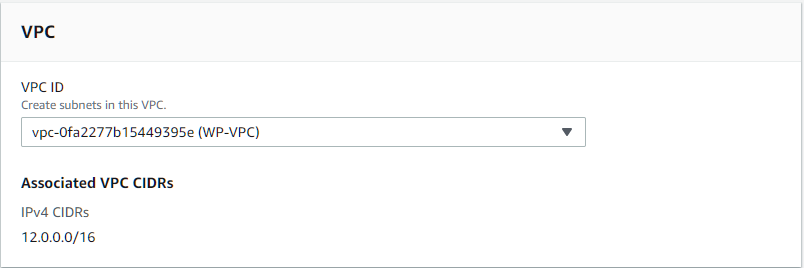 VPC
VPC ID
Create subnets in this VPC.
vpc-0fa2277b15449395e (WP-VPC)
Associated VPC CIDRs
IPv4 CIDRs
12.0.0.0/16